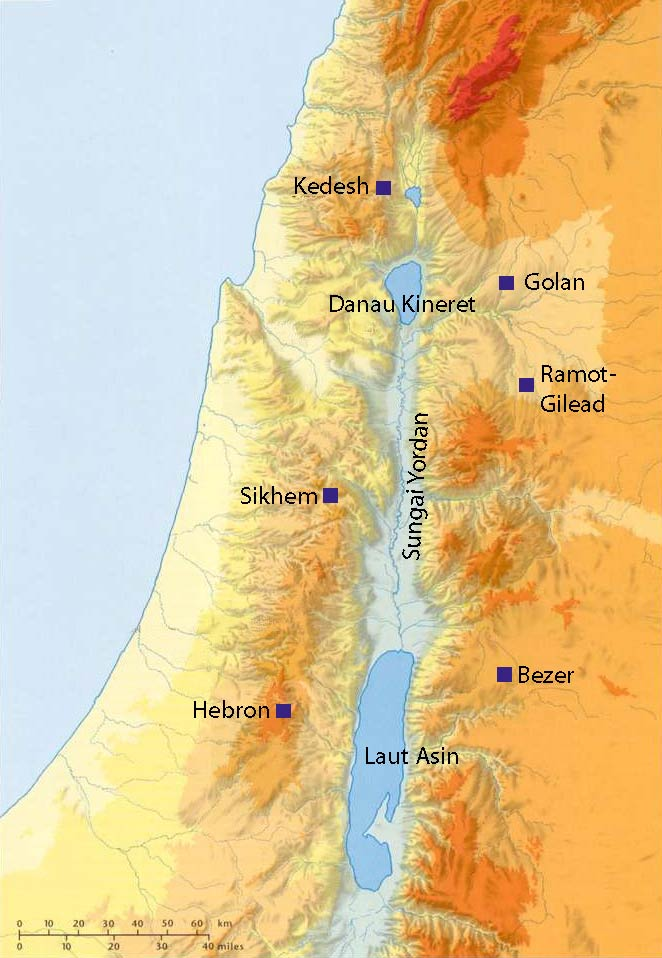 Kedesh
Golan
Danau Kineret
Ramot-
Gilead
Sungai Yordan
Sikhem
Bezer
Hebron
Laut Asin
0 10 20 30 40 50 60 km
0 10 20 30 40 miles